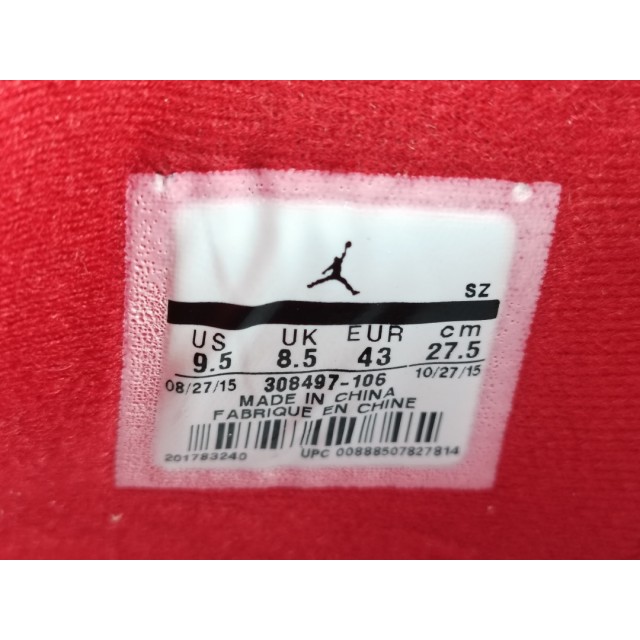 SZ
US UK EUR cm
9.5 8.5 43 27.5
08/27/15 308497-106 10/27/15
MADE IN CHINA
FABRIQUE EN CHINE
201783240 UPC 00888507827814